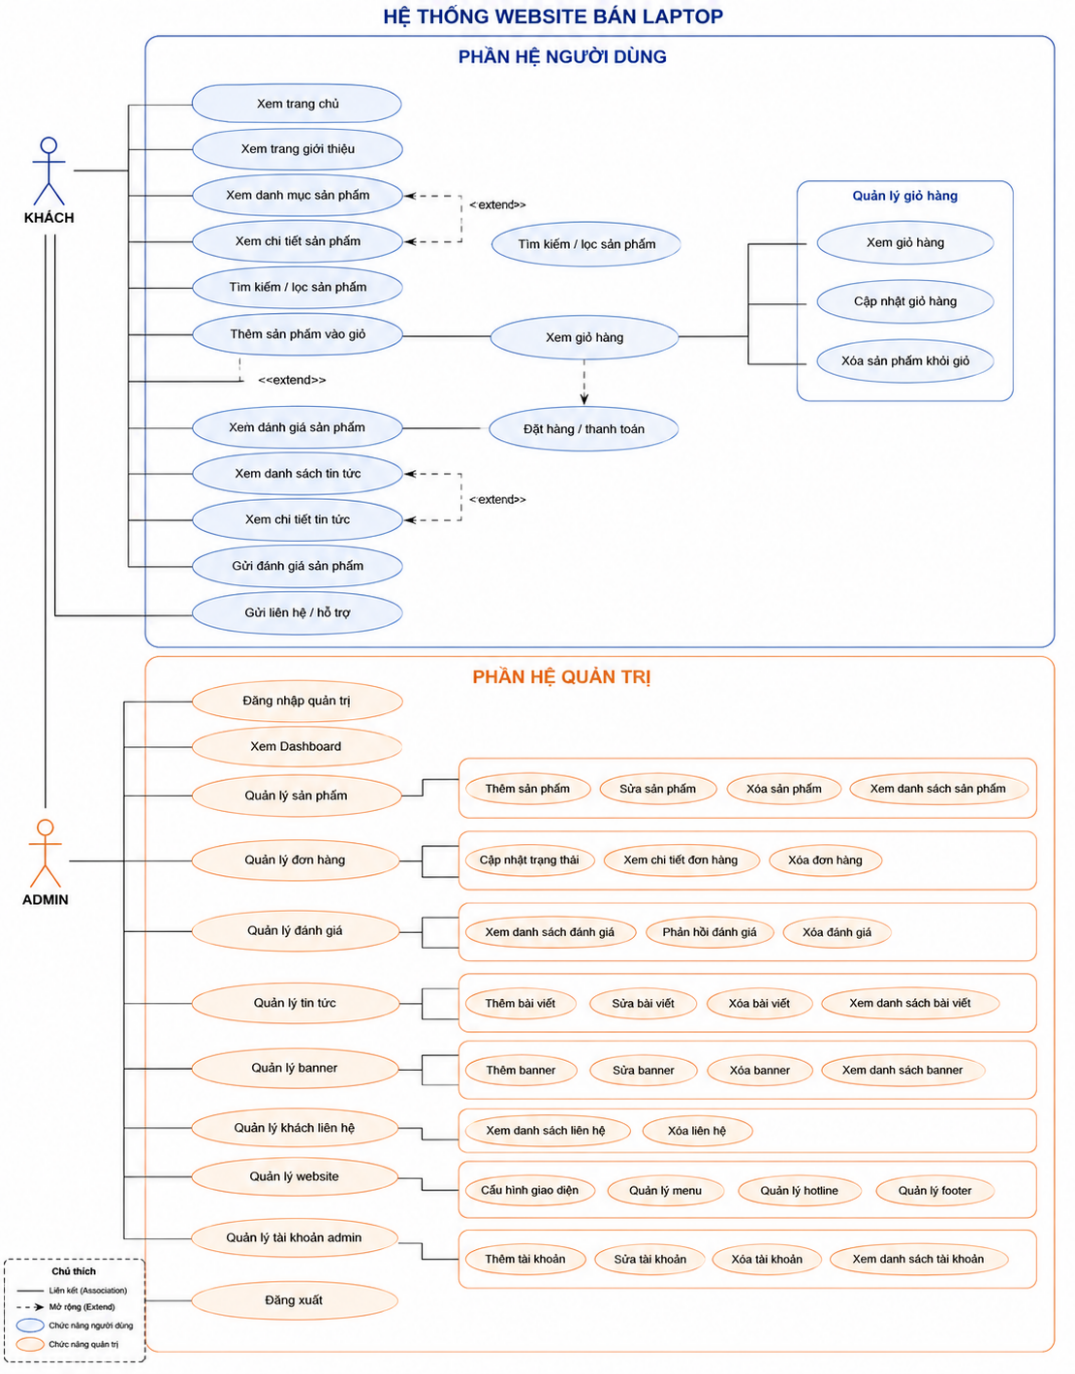 HỆ THỐNG WEBSITE BÁN LAPTOP
PHẦN HỆ NGƯỜI DÙNG
KHÁCH
Xem trang chủ
Xem trang giới thiệu
Xem danh mục sản phẩm
<extend>>
Xem chi tiết sản phẩm
Tìm kiếm / lọc sản phẩm
Tìm kiếm / lọc sản phẩm
Thêm sản phẩm vào giỏ
Xem giỏ hàng
<<extend>>
Quản lý giỏ hàng
Xem giỏ hàng
Cập nhật giỏ hàng
Xóa sản phẩm khỏi giỏ
Xem đánh giá sản phẩm
Đặt hàng / thanh toán
Xem danh sách tin tức
<extend>>
Xem chi tiết tin tức
Gửi đánh giá sản phẩm
Gửi liên hệ / hỗ trợ
PHẦN HỆ QUẢN TRỊ
ADMIN
Đăng nhập quản trị
Xem Dashboard
Quản lý sản phẩm
Thêm sản phẩm
Sửa sản phẩm
Xóa sản phẩm
Xem danh sách sản phẩm
Quản lý đơn hàng
Cập nhật trạng thái
Xem chi tiết đơn hàng
Xóa đơn hàng
Quản lý đánh giá
Xem danh sách đánh giá
Phản hồi đánh giá
Xóa đánh giá
Quản lý tin tức
Thêm bài viết
Sửa bài viết
Xóa bài viết
Xem danh sách bài viết
Quản lý banner
Thêm banner
Sửa banner
Xóa banner
Xem danh sách banner
Quản lý khách liên hệ
Xem danh sách liên hệ
Xóa liên hệ
Quản lý website
Cấu hình giao diện
Quản lý menu
Quản lý hotline
Quản lý footer
Quản lý tài khoản admin
Thêm tài khoản
Sửa tài khoản
Xóa tài khoản
Xem danh sách tài khoản
Đăng xuất
Chú thích
Liên kết (Association)
Mở rộng (Extend)
Chức năng người dùng
Chức năng quản trị